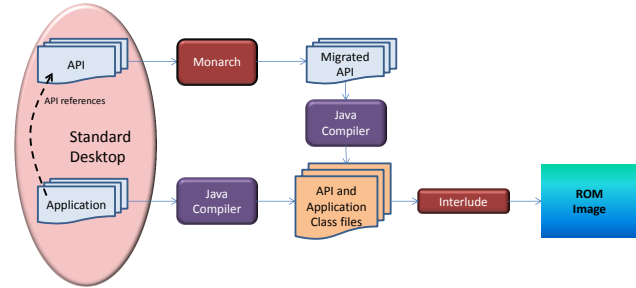 API
Monarch
Migrated
API
API references
Java
Compiler
Standard
Desktop
Application
Java
Compiler
API and
Application
Class files
Interlude
ROM
Image